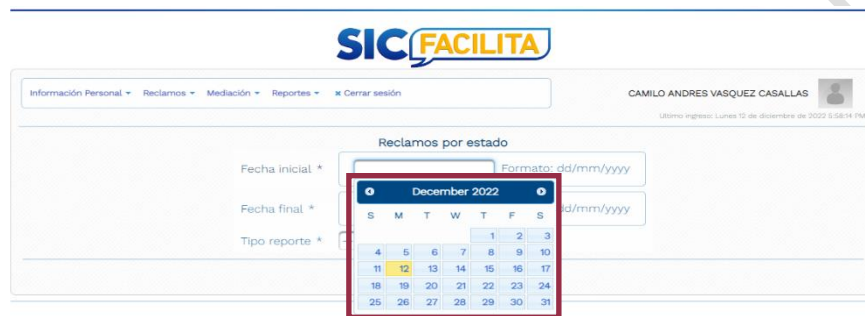 SIC FACILITA
Información Personal Reclamos Mediación Reportes × Cerrar sesión
CAMILO ANDRES VASQUEZ CASALLAS
Ultimo ingreso: Lunes 12 de diciembre de 2022 5:58:14 PM
Reclamos por estado
Fecha inicial * Formato: dd/mm/yyyy
December 2022
Fecha final * dd/mm/yyyy
S M T W T F S
Tipo reporte *
1 2 3
4 5 6 7 8 9 10
11 12 13 14 15 16 17
18 19 20 21 22 23 24
25 26 27 28 29 30 31